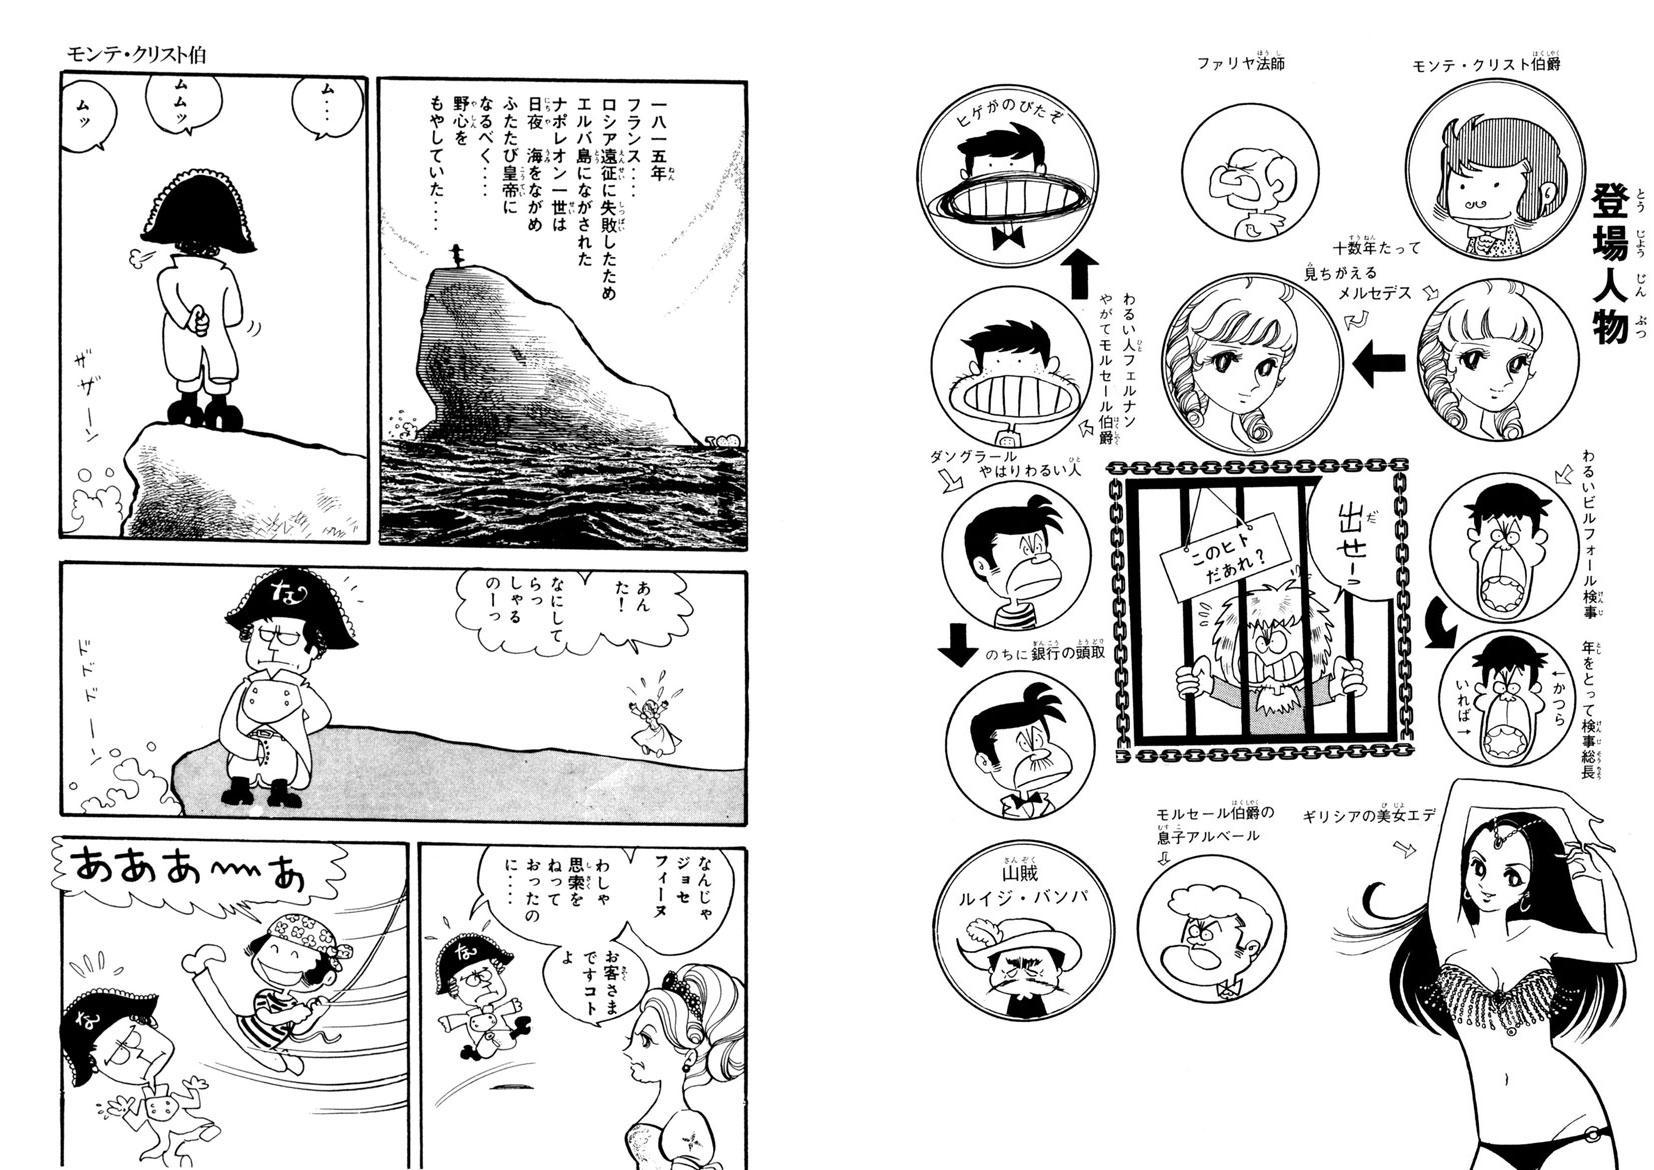 登場人物
モンテ・クリスト伯爵
ファリヤ法師
十数年たって
見ちがえる
メルセデス
ヒゲがのびたぞ
わるい人フェルナン
やがてモルセール伯爵
ダングラール
やはりわるい人
のちに銀行の頭取
出せーっ
このヒト
だあれ？
わるいビルフォール検事
年をとって検事総長
←かつら
いれば→
山賊
ルイジ・バンパ
モルセール伯爵の
息子アルベール
ギリシアの美女エデ
モンテ・クリスト伯
一八一五年
フランス‥‥
ロシア遠征に失敗したため
エルバ島にながされた
ナポレオン一世は
日夜　海をながめ
ふたたび皇帝に
なるべく‥‥
野心を
もやしていた‥‥
ム‥‥
ムムッ
ムッ
ザザザーン
あん
た！
なにして
らっ
しゃる
のーっ
な
ドドドドーン
なんじゃ
ジョセ
フィーヌ
わしゃ
思索を
ねって
おったの
に‥‥
お客さま
ですコト
よ
な
あああ〜〜あ
な